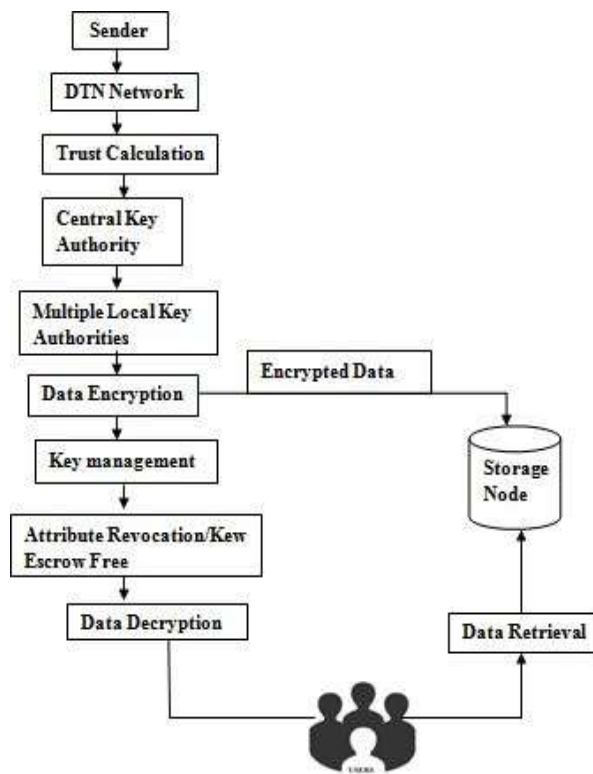 Sender
DTN Network
Trust Calculation
Central Key
Authority
Multiple Local Key
Authorities
Encrypted Data
Data Encryption
Key management
Storage
Node
Attribute Revocation/Kew
Escrow Free
Data Decryption
Data Retrieval
USERS